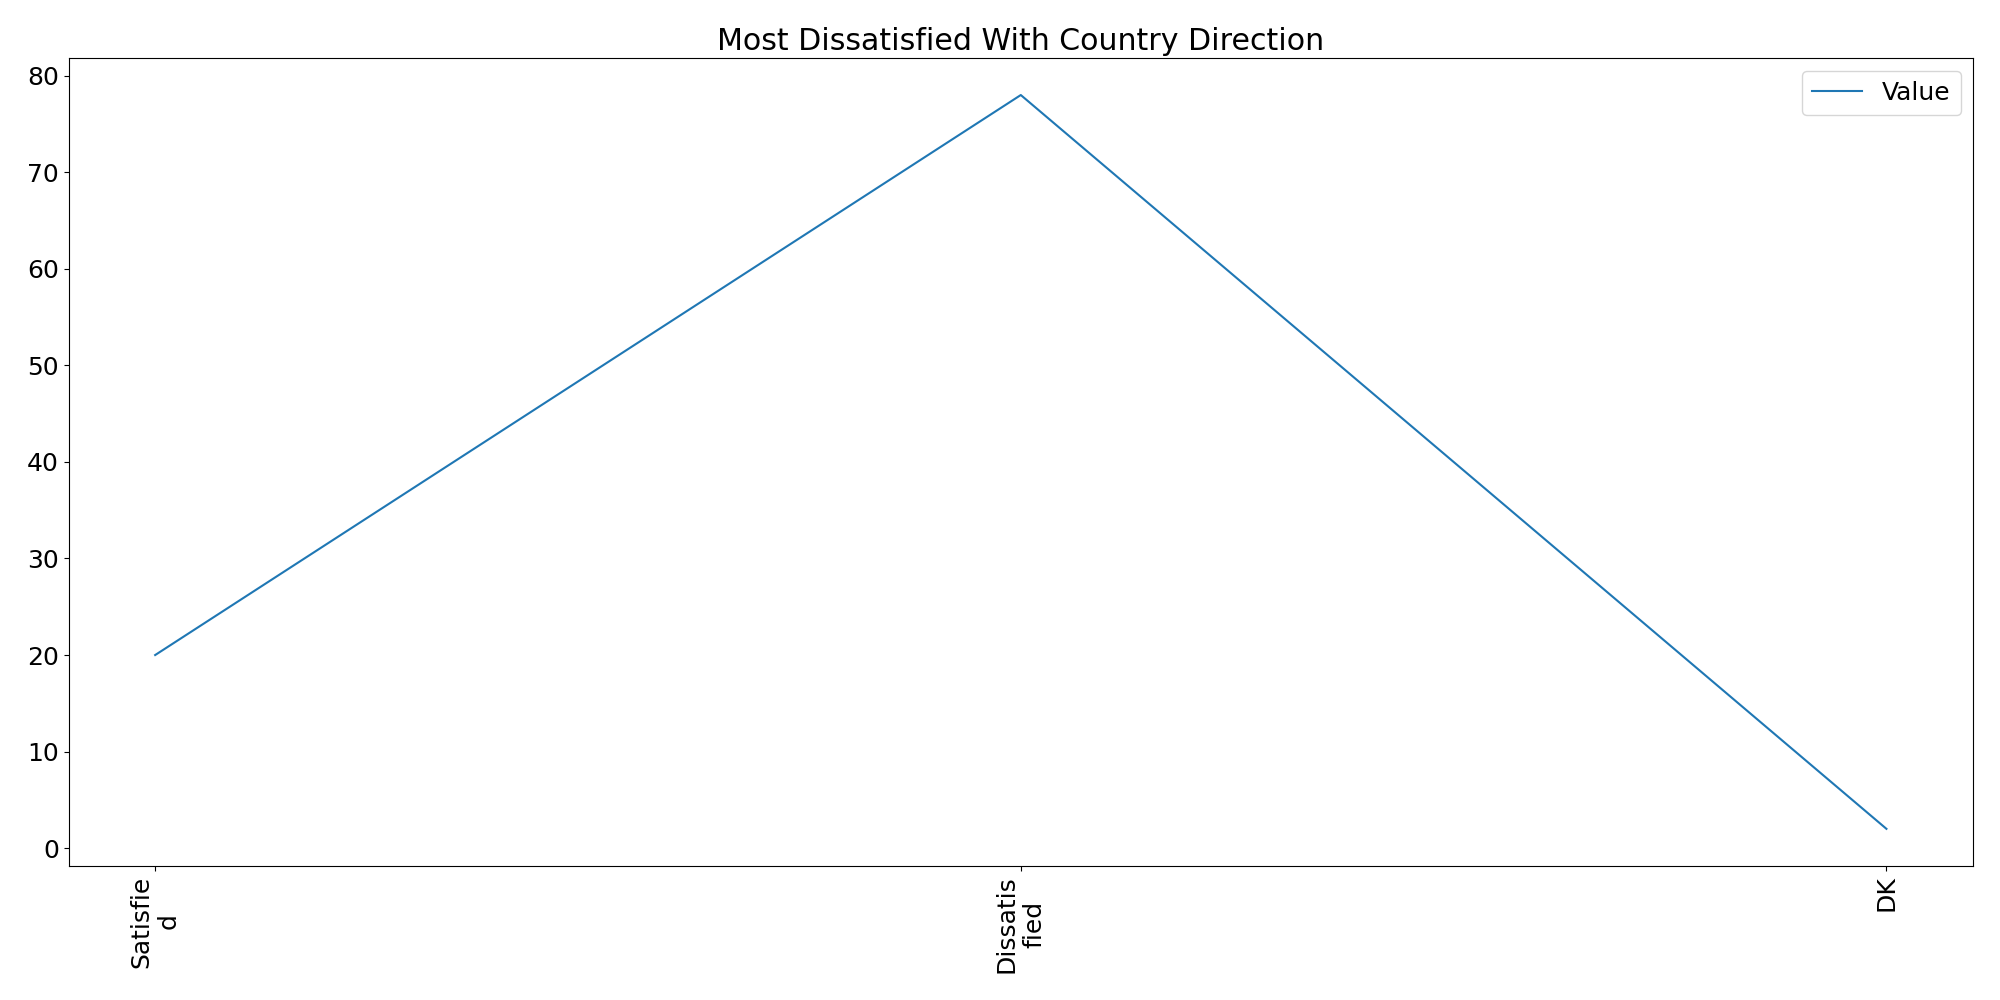 Most Dissatisfied With Country Direction
Value
80
70
60
50
40
30
20
10
0
Satisfie
d
Dissatis
fied
DK